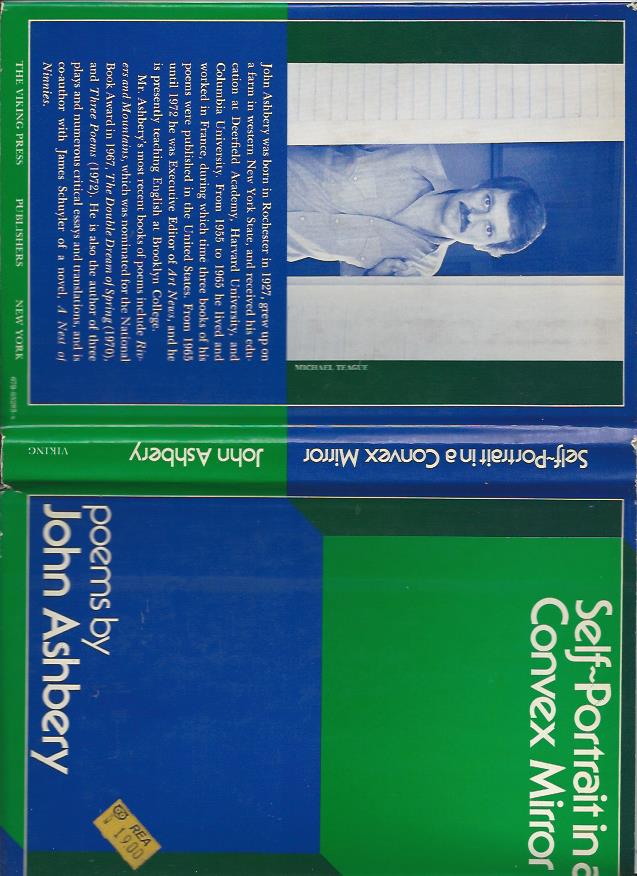 MICHAEL TEAGUE
John Ashbery was born in Rochester in 1927, grew up on
a farm in western New York State, and received his edu-
cation at Deerfield Academy, Harvard University, and
Columbia University. From 1955 to 1965 he lived and
worked in France, during which time three books of his
poems were published in the United States. From 1965
until 1972 he was Executive Editor of Art News, and he
is presently teaching English at Brooklyn College.
Mr. Ashbery's most recent books of poems include Riv-
ers and Mountains, which was nominated for the National
Book Award in 1967, The Double Dream of Spring (1970),
and Three Poems (1972). He is also the author of three
plays and numerous critical essays and translations, and is
co-author with James Schuyler of a novel, A Nest of
Ninnies.
THE VIKING PRESS PUBLISHERS NEW YORK
Self~Portrait in a Convex Mirror
John Ashbery
VIKING
Self~Portrait in a
Convex Mirror
poems by
John Ashbery
REA
1900